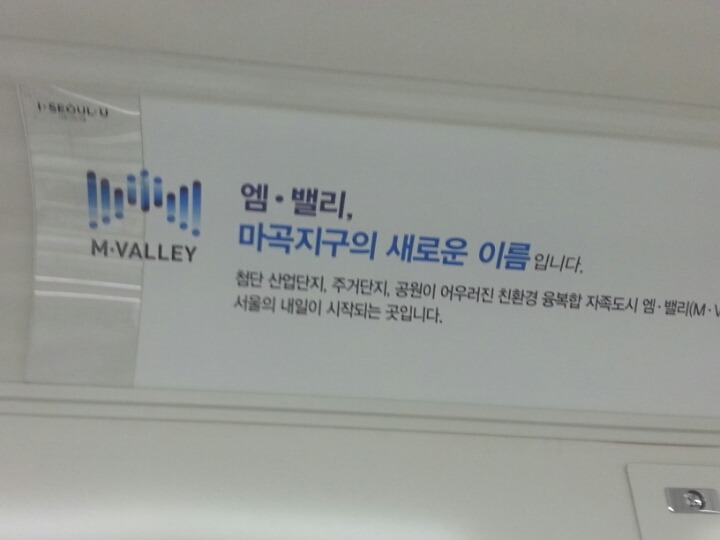 I·SEOUL·U
M·VALLEY
엠·밸리,
마곡지구의 새로운 이름입니다.
첨단 산업단지, 주거단지, 공원이 어우러진 친환경 융복합 자족도시 엠·밸리(M·V
서울의 내일이 시작되는 곳입니다.